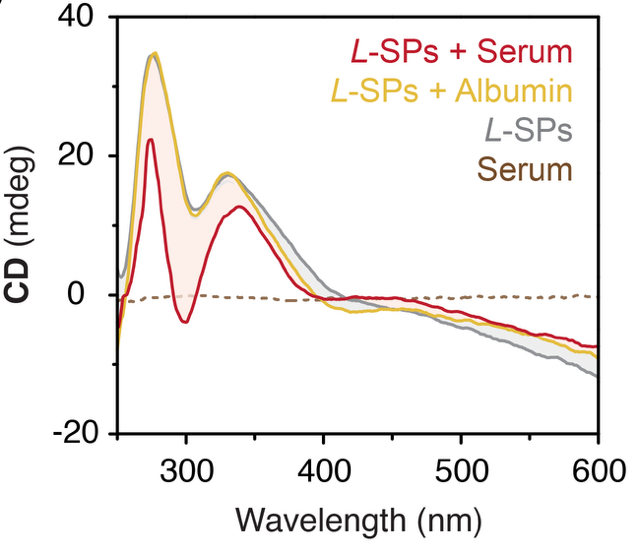 40
20
0
-20
CD (mdeg)
L-SPs + Serum
L-SPs + Albumin
L-SPs
Serum
300
400
500
600
Wavelength (nm)